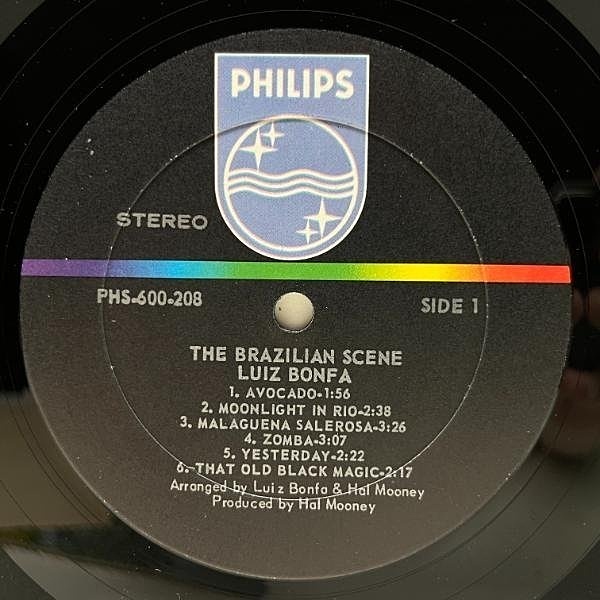 PHILIPS
STEREO
PHS-600-208
SIDE 1
THE BRAZILIAN SCENE
LUIZ BONFA
1. AVOCADO-1:56
2. MOONLIGHT IN RIO-2:38
3. MALAGUENA SALEROSA-3:26
4. ZOMBA-3:07
5. YESTERDAY-2:22
6. THAT OLD BLACK MAGIC-2:17
Arranged by Luiz Bonfa & Hal Mooney
Produced by Hal Mooney